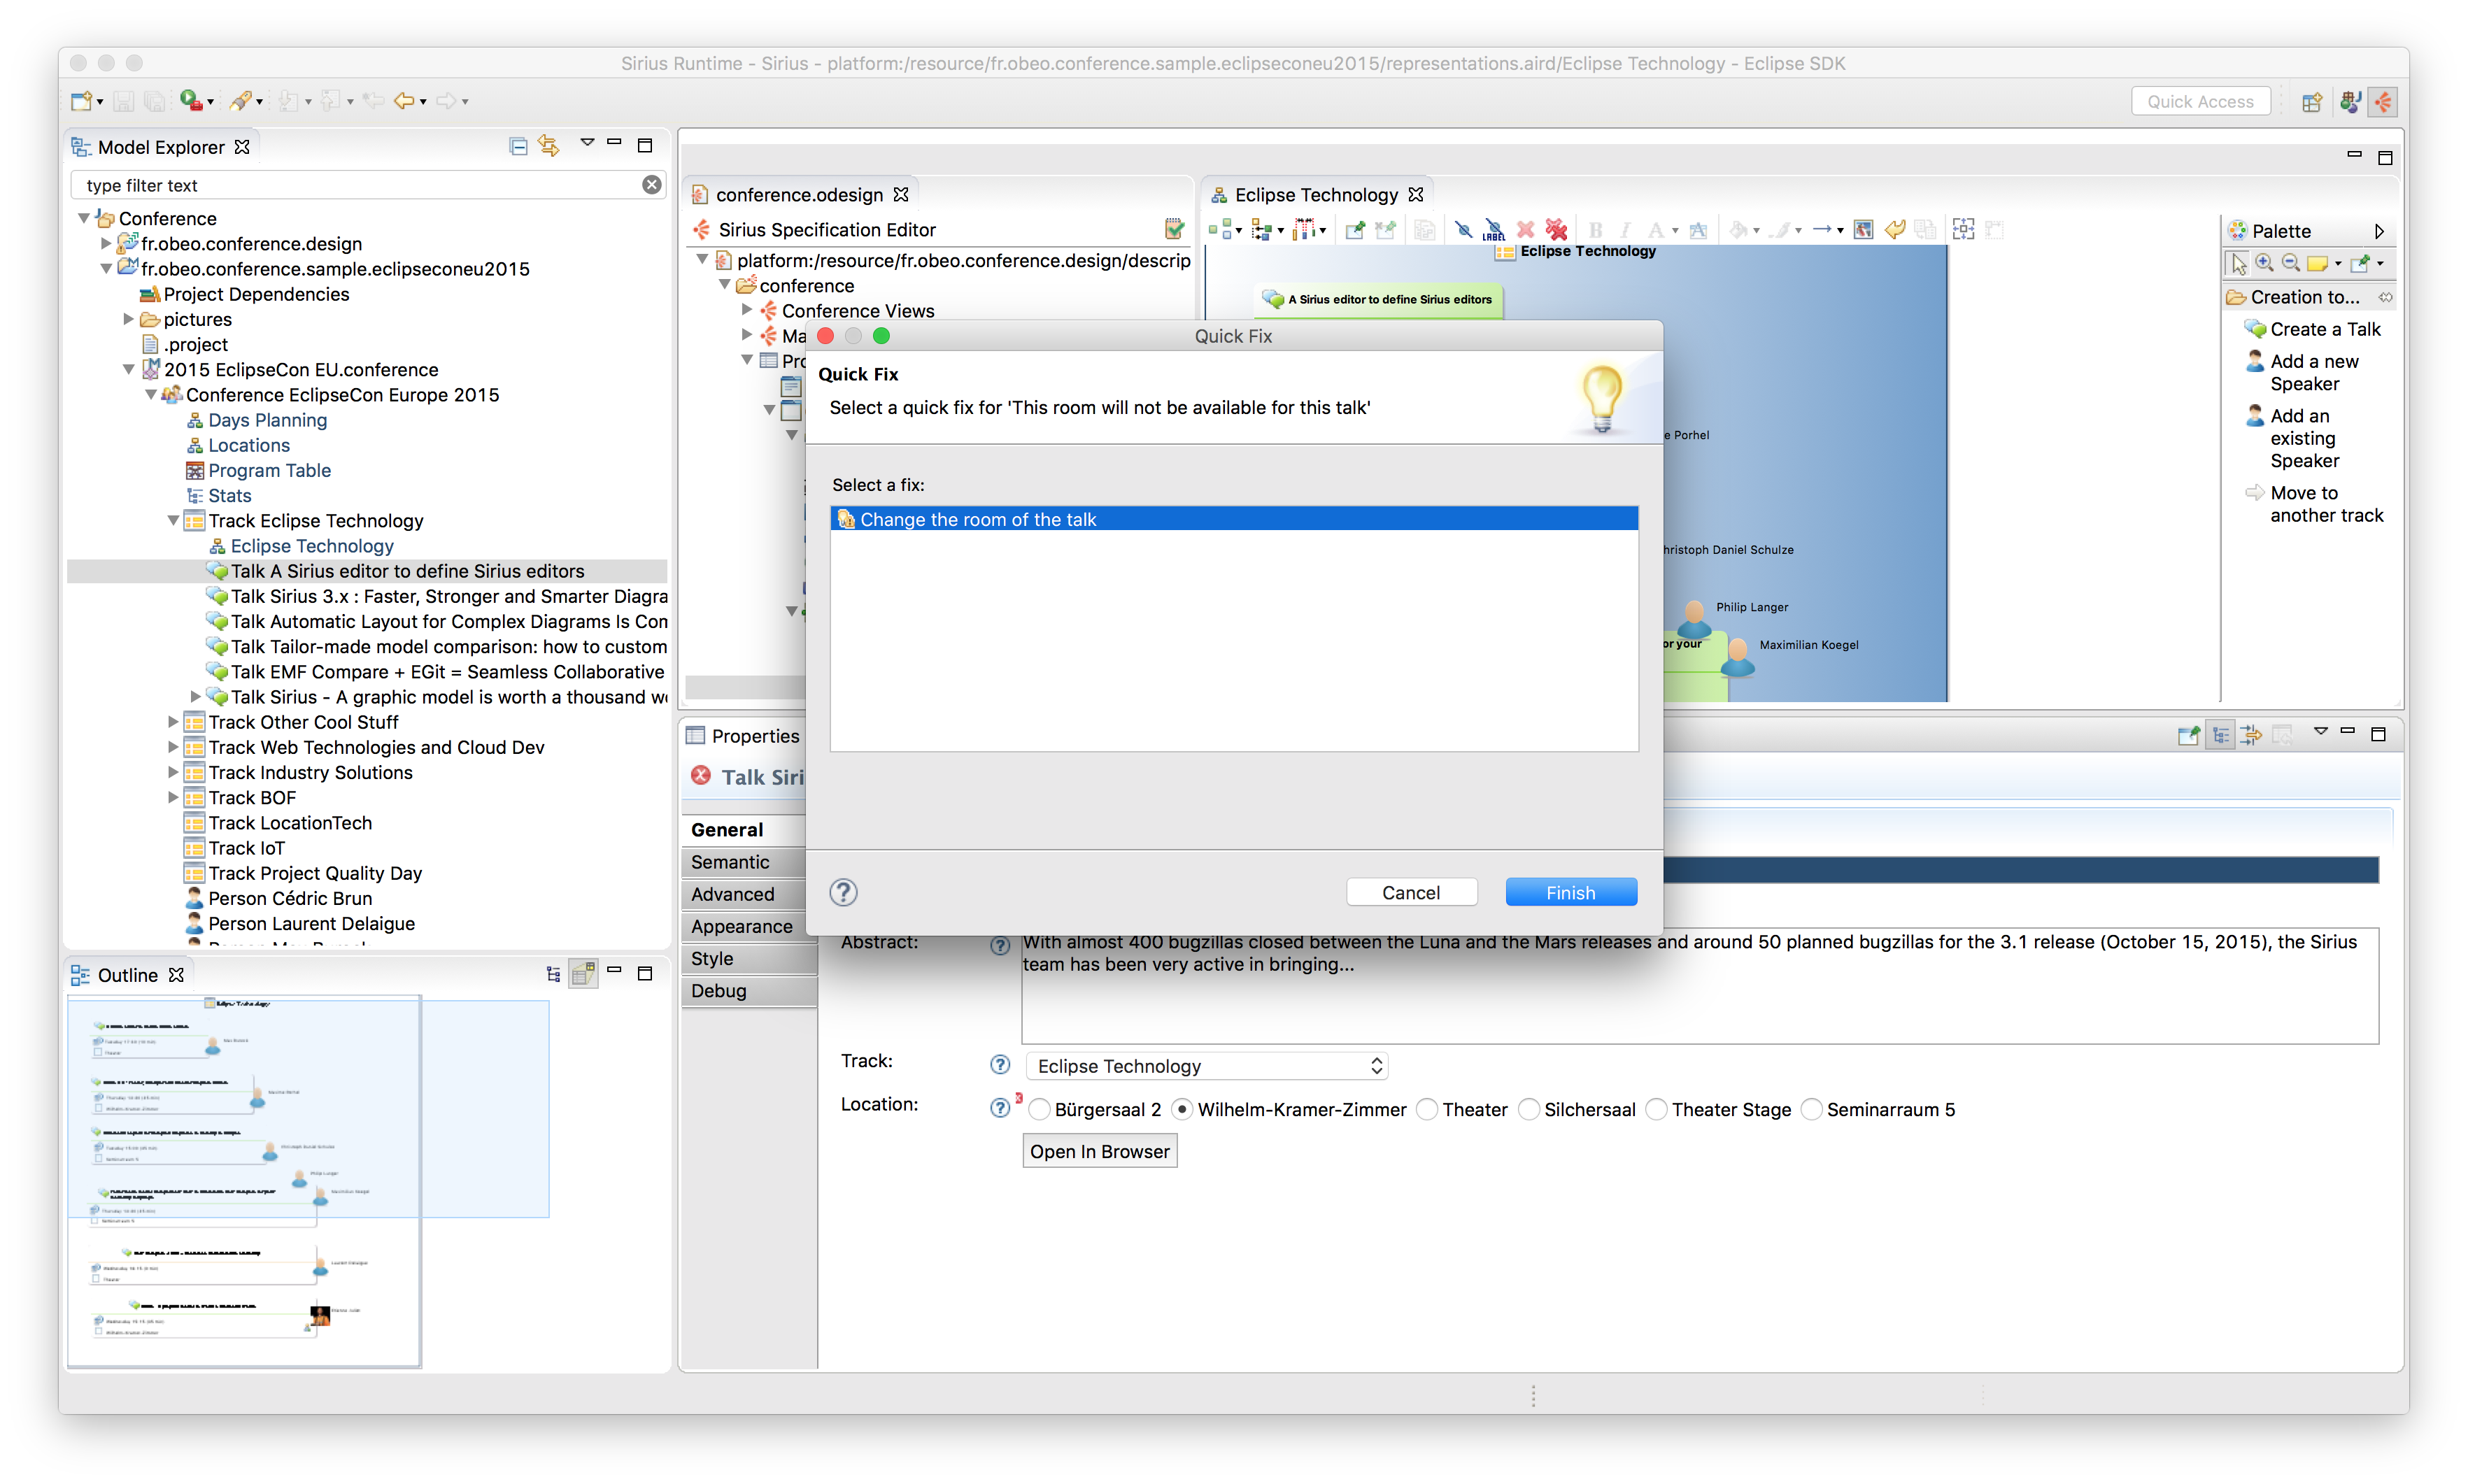 Sirius Runtime - Sirius - platform:/resource/fr.obeo.conference.sample.eclipseconeu2015/representations.aird/Eclipse Technology - Eclipse SDK
Quick Access
Model Explorer
type filter text
Conference
fr.obeo.conference.design
fr.obeo.conference.sample.eclipseconeu2015
Project Dependencies
pictures
.project
2015 EclipseCon EU.conference
Conference EclipseCon Europe 2015
Days Planning
Locations
Program Table
Stats
Track Eclipse Technology
Eclipse Technology
Talk A Sirius editor to define Sirius editors
Talk Sirius 3.x : Faster, Stronger and Smarter Diagra
Talk Automatic Layout for Complex Diagrams Is Con
Talk Tailor-made model comparison: how to custom
Talk EMF Compare + EGit = Seamless Collaborative
Talk Sirius - A graphic model is worth a thousand w
Track Other Cool Stuff
Track Web Technologies and Cloud Dev
Track Industry Solutions
Track BOF
Track LocationTech
Track IoT
Track Project Quality Day
Person Cédric Brun
Person Laurent Delaigue
Outline
conference.odesign
Sirius Specification Editor
platform:/resource/fr.obeo.conference.design/descrip
conference
Conference Views
Ma
Pro
Eclipse Technology
LABEL
B I A A
Eclipse Technology
A Sirius editor to define Sirius editors
e Porhel
hristoph Daniel Schulze
Philip Langer
or your
Maximilian Koegel
Palette
Creation to...
Create a Talk
Add a new
Speaker
Add an
existing
Speaker
Move to
another track
Quick Fix
Quick Fix
Select a quick fix for 'This room will not be available for this talk'
Select a fix:
Change the room of the talk
Cancel
Finish
Properties
Talk Siri
General
Semantic
Advanced
Appearance
Style
Debug
Abstract:
With almost 400 bugzillas closed between the Luna and the Mars releases and around 50 planned bugzillas for the 3.1 release (October 15, 2015), the Sirius
team has been very active in bringing...
Track:
Eclipse Technology
Location:
Bürgersaal 2
Wilhelm-Kramer-Zimmer
Theater
Silchersaal
Theater Stage
Seminarraum 5
Open In Browser